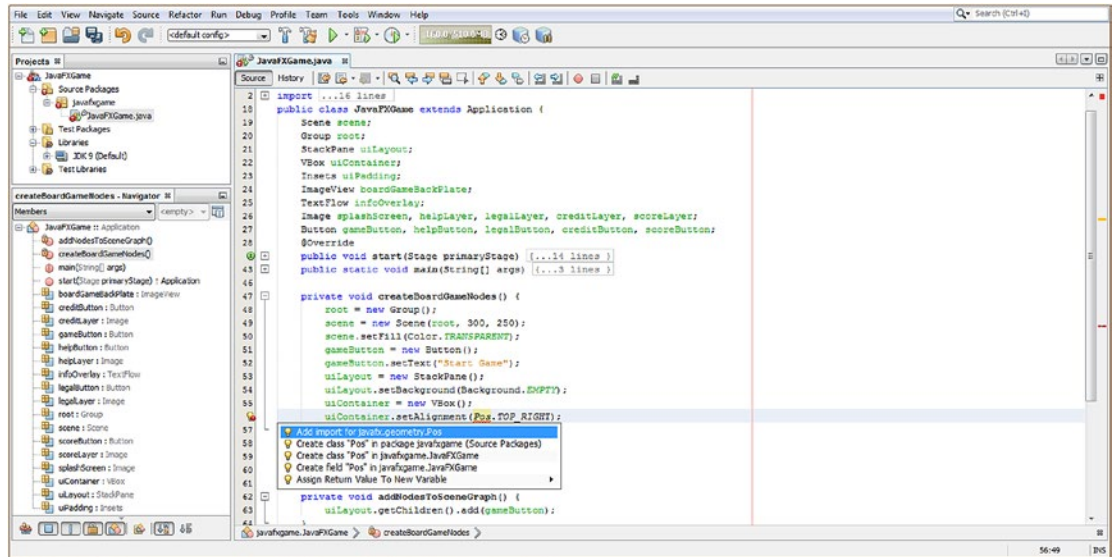 File Edit View Navigate Source Refactor Run Debug Profile Team Tools Window Help
Search (Ctrl+I)
<default config>
Projects
JavaFXGame
Source Packages
javafxgame
JavaFXGame.java
Test Packages
Libraries
JDK 9 (Default)
Test Libraries
createBoardGameNodes - Navigator
Members <empty>
JavaFXGame :: Application
addNodesToSceneGraph()
createBoardGameNodes()
main(String[] args)
start(Stage primaryStage) ↑ Application
boardGameBackPlate : ImageView
creditButton : Button
creditLayer : Image
gameButton : Button
helpButton : Button
helpLayer : Image
infoOverlay : TextFlow
legalButton : Button
legalLayer : Image
root : Group
scene : Scene
scoreButton : Button
scoreLayer : Image
splashScreen : Image
uiContainer : VBox
uiLayout : StackPane
uiPadding : Insets
JavaFXGame.java
Source History
2 import ...16 lines
18 public class JavaFXGame extends Application {
19 Scene scene;
20 Group root;
21 StackPane uiLayout;
22 VBox uiContainer;
23 Insets uiPadding;
24 ImageView boardGameBackPlate;
25 TextFlow infoOverlay;
26 Image splashScreen, helpLayer, legalLayer, creditLayer, scoreLayer;
27 Button gameButton, helpButton, legalButton, creditButton, scoreButton;
28 @Override
public void start(Stage primaryStage) {...14 lines }
43 public static void main(String[] args) {...3 lines }
46
47 private void createBoardGameNodes() {
48 root = new Group();
49 scene = new Scene(root, 300, 250);
50 scene.setFill(Color.TRANSPARENT);
51 gameButton = new Button();
52 gameButton.setText("Start Game");
53 uiLayout = new StackPane();
54 uiLayout.setBackground(Background.EMPTY);
55 uiContainer = new VBox();
uiContainer.setAlignment(Pos.TOP_RIGHT);
57 Add import for javafx.geometry.Pos
58 Create class "Pos" in package javafxgame (Source Packages)
59 Create class "Pos" in javafxgame.JavaFXGame
60 Create field "Pos" in javafxgame.JavaFXGame
61 Assign Return Value To New Variable
62 private void addNodesToSceneGraph() {
63 uiLayout.getChildren().add(gameButton);
64 }
javafxgame.JavaFXGame createBoardGameNodes
56:49 INS